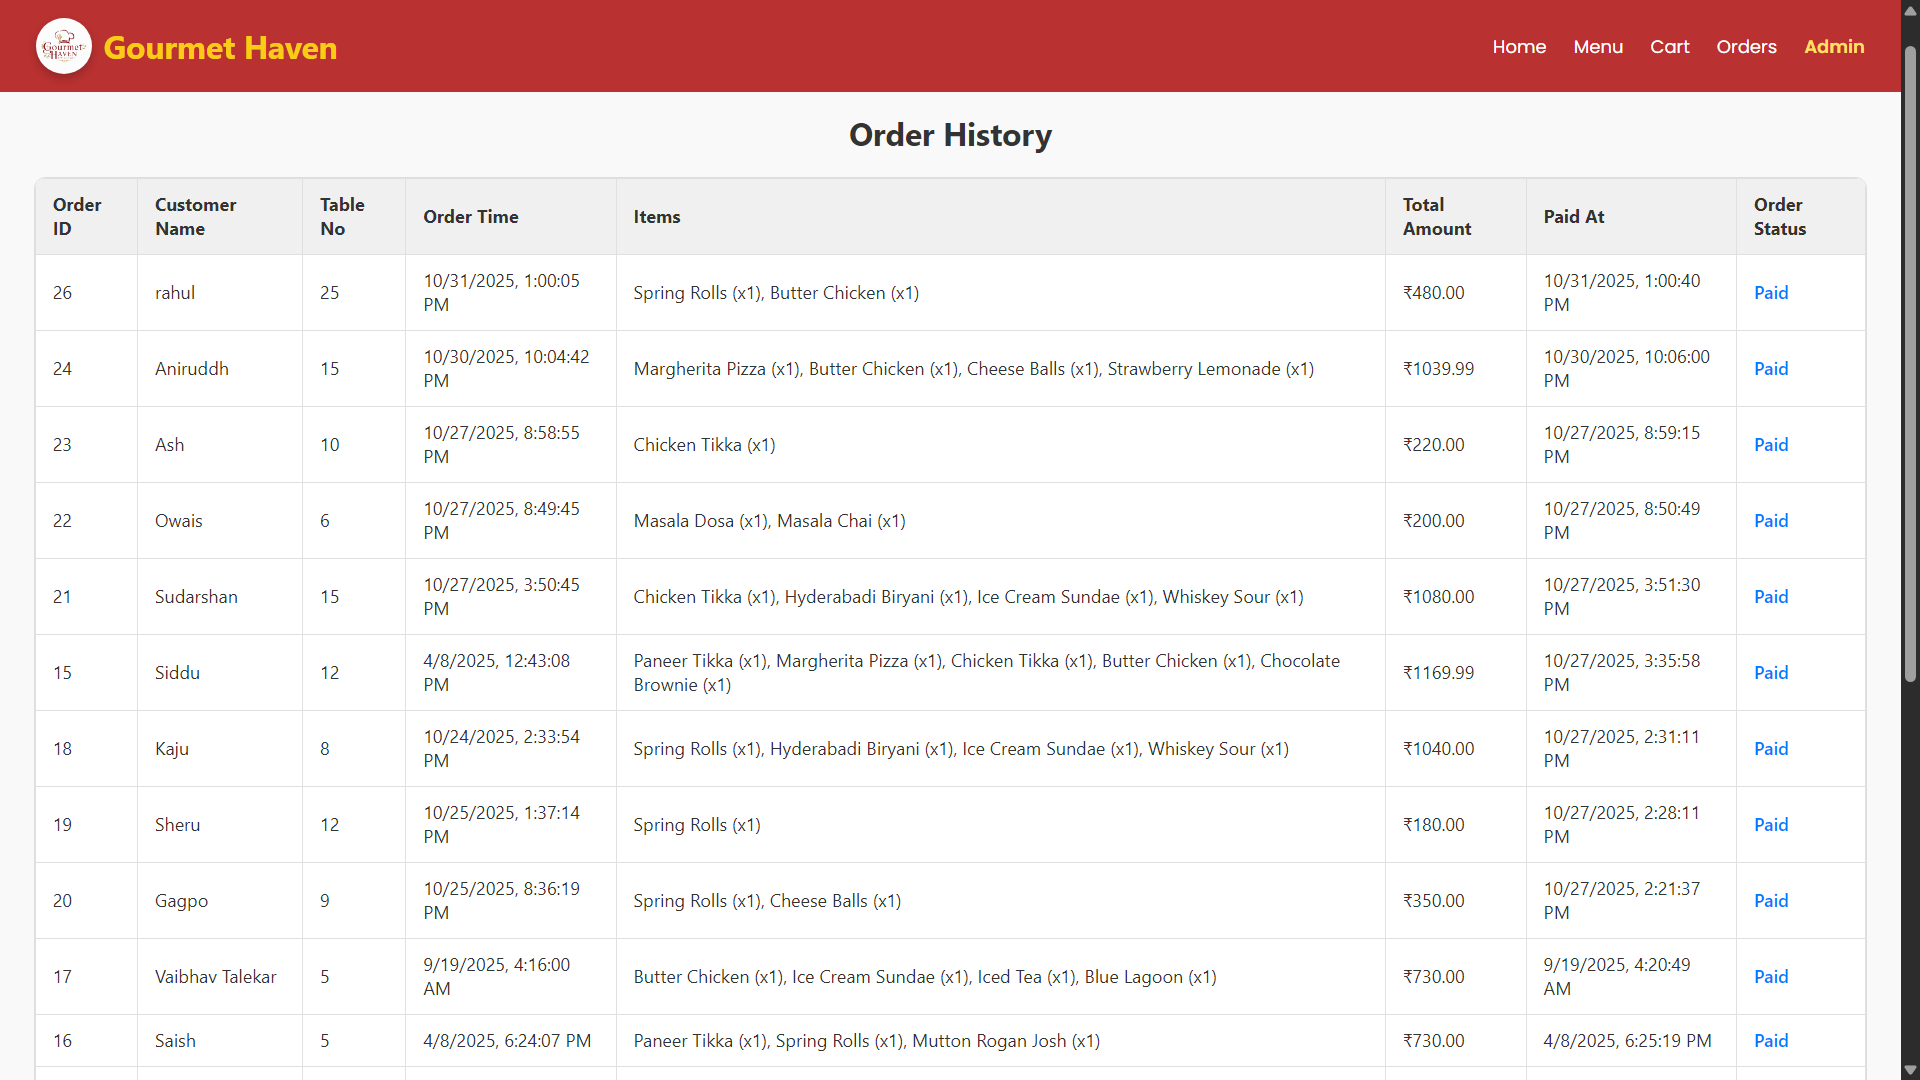 Gourmet
HAVEN
Gourmet Haven
Home Menu Cart Orders Admin
Order History
Order ID Customer Name Table No Order Time Items Total Amount Paid At Order Status
26 rahul 25 10/31/2025, 1:00:05 PM Spring Rolls (x1), Butter Chicken (x1) ₹480.00 10/31/2025, 1:00:40 PM Paid
24 Aniruddh 15 10/30/2025, 10:04:42 PM Margherita Pizza (x1), Butter Chicken (x1), Cheese Balls (x1), Strawberry Lemonade (x1) ₹1039.99 10/30/2025, 10:06:00 PM Paid
23 Ash 10 10/27/2025, 8:58:55 PM Chicken Tikka (x1) ₹220.00 10/27/2025, 8:59:15 PM Paid
22 Owais 6 10/27/2025, 8:49:45 PM Masala Dosa (x1), Masala Chai (x1) ₹200.00 10/27/2025, 8:50:49 PM Paid
21 Sudarshan 15 10/27/2025, 3:50:45 PM Chicken Tikka (x1), Hyderabadi Biryani (x1), Ice Cream Sundae (x1), Whiskey Sour (x1) ₹1080.00 10/27/2025, 3:51:30 PM Paid
15 Siddu 12 4/8/2025, 12:43:08 PM Paneer Tikka (x1), Margherita Pizza (x1), Chicken Tikka (x1), Butter Chicken (x1), Chocolate Brownie (x1) ₹1169.99 10/27/2025, 3:35:58 PM Paid
18 Kaju 8 10/24/2025, 2:33:54 PM Spring Rolls (x1), Hyderabadi Biryani (x1), Ice Cream Sundae (x1), Whiskey Sour (x1) ₹1040.00 10/27/2025, 2:31:11 PM Paid
19 Sheru 12 10/25/2025, 1:37:14 PM Spring Rolls (x1) ₹180.00 10/27/2025, 2:28:11 PM Paid
20 Gagpo 9 10/25/2025, 8:36:19 PM Spring Rolls (x1), Cheese Balls (x1) ₹350.00 10/27/2025, 2:21:37 PM Paid
17 Vaibhav Talekar 5 9/19/2025, 4:16:00 AM Butter Chicken (x1), Ice Cream Sundae (x1), Iced Tea (x1), Blue Lagoon (x1) ₹730.00 9/19/2025, 4:20:49 AM Paid
16 Saish 5 4/8/2025, 6:24:07 PM Paneer Tikka (x1), Spring Rolls (x1), Mutton Rogan Josh (x1) ₹730.00 4/8/2025, 6:25:19 PM Paid